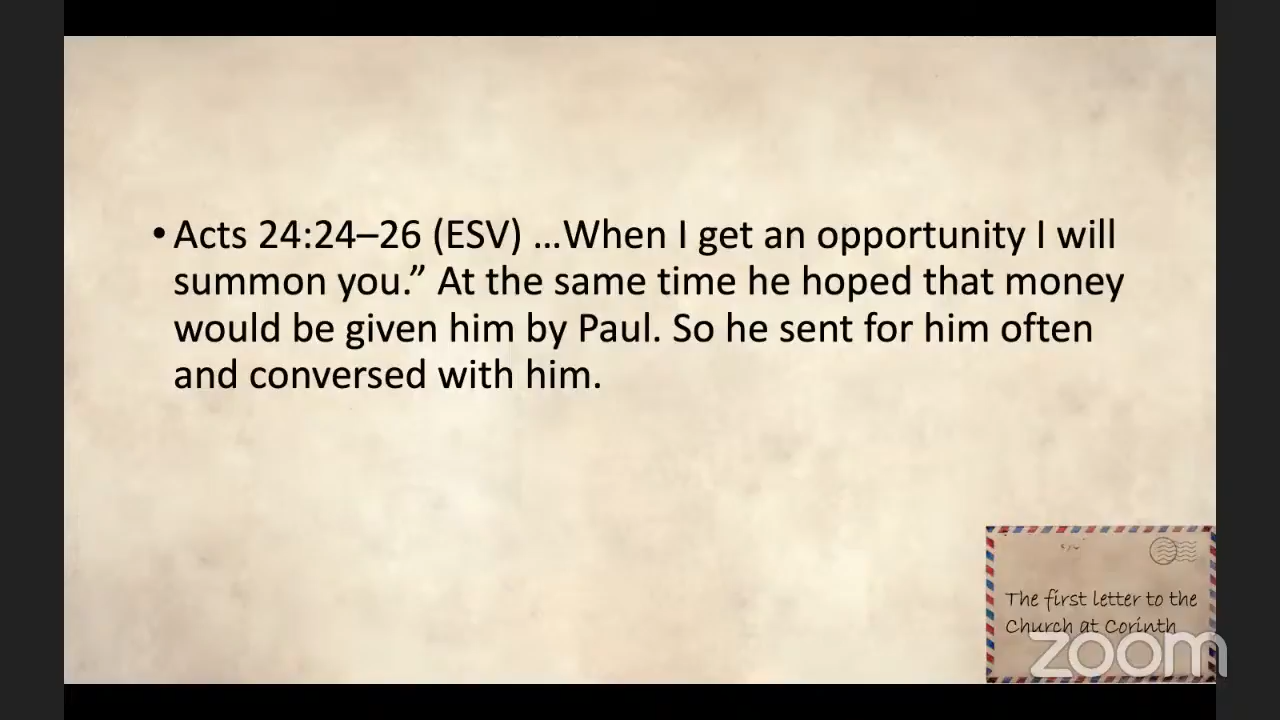 • Acts 24:24–26 (ESV) …When I get an opportunity I will
summon you.” At the same time he hoped that money
would be given him by Paul. So he sent for him often
and conversed with him.
The first letter to the
Church at Corinth
zoom